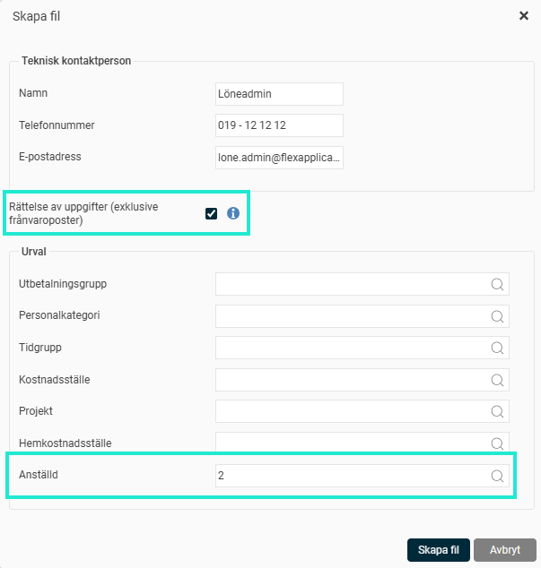 Skapa fil
Teknisk kontaktperson
Namn
Löneadmin
Telefonnummer
019 - 12 12 12
E-postadress
lone.admin@flexapplica...
Rättelse av uppgifter (exklusive
frånvaroposter)
Urval
Utbetalningsgrupp
Personalkategori
Tidgrupp
Kostnadsställe
Projekt
Hemkostnadsställe
Anställd
2
Skapa fil
Avbryt